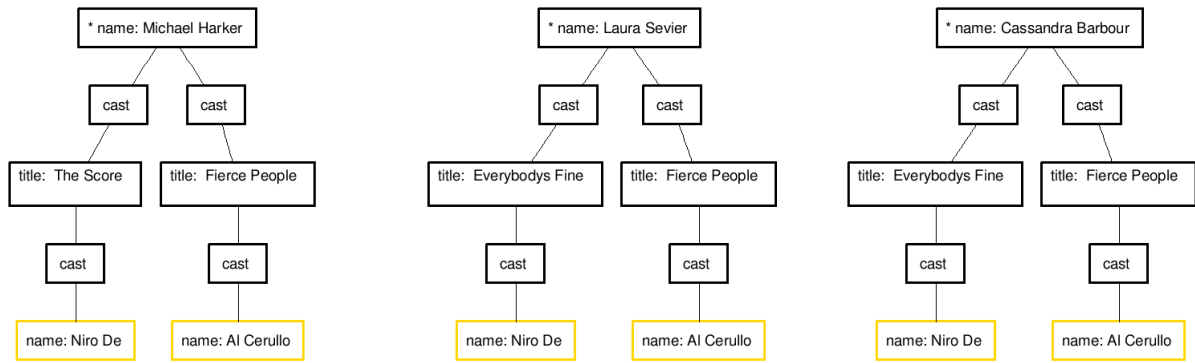 * name: Michael Harker
cast
cast
title: The Score
title: Fierce People
cast
cast
name: Niro De
name: Al Cerullo
* name: Laura Sevier
cast
cast
title: Everybodys Fine
title: Fierce People
cast
cast
name: Niro De
name: Al Cerullo
* name: Cassandra Barbour
cast
cast
title: Everybodys Fine
title: Fierce People
cast
cast
name: Niro De
name: Al Cerullo